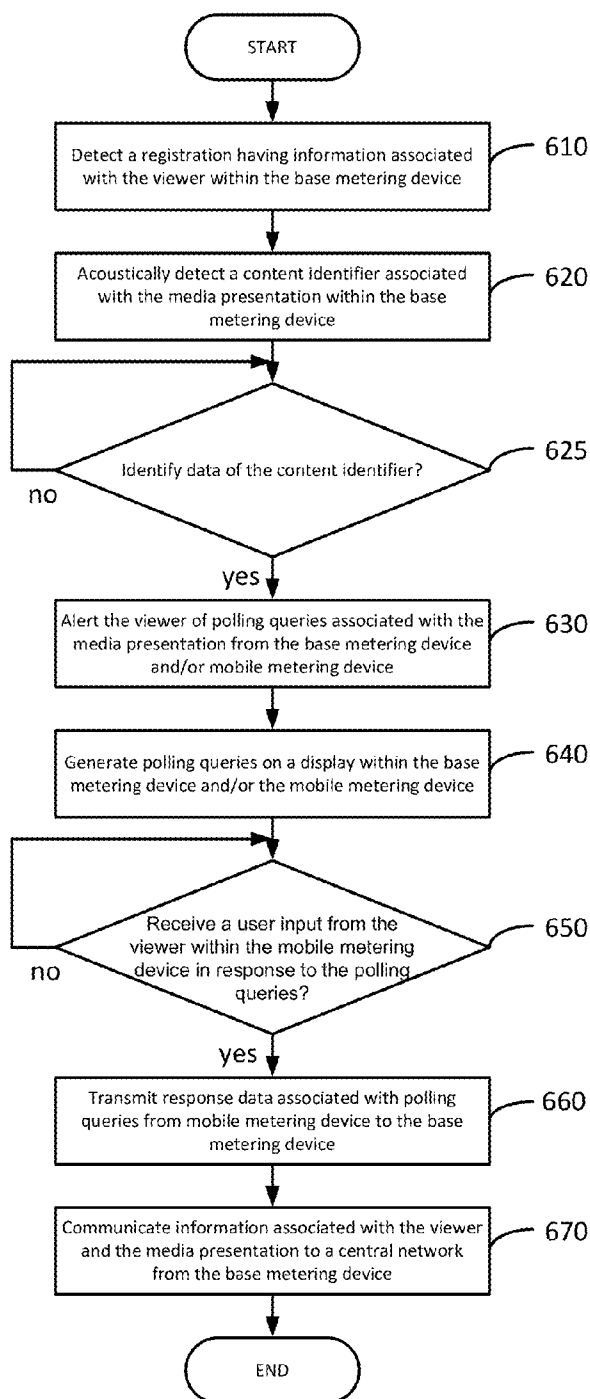 START
Detect a registration having information associated
with the viewer within the base metering device
610
Acoustically detect a content identifier associated
with the media presentation within the base
metering device
620
Identify data of the content identifier?
625
no
yes
Alert the viewer of polling queries associated with the
media presentation from the base metering device
and/or mobile metering device
630
Generate polling queries on a display within the base
metering device and/or the mobile metering device
640
Receive a user input from the
viewer within the mobile metering
device in response to the polling
queries?
650
no
yes
Transmit response data associated with polling
queries from mobile metering device to the base
metering device
660
Communicate information associated with the viewer
and the media presentation to a central network
from the base metering device
670
END